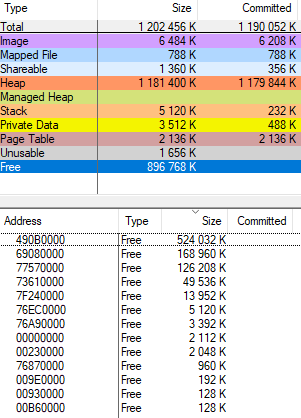 Type Size Committed
Total 1 202 456 K 1 190 052 K
Image 6 484 K 6 208 K
Mapped File 788 K 788 K
Shareable 1 360 K 356 K
Heap 1 181 400 K 1 179 844 K
Managed Heap
Stack 5 120 K 232 K
Private Data 3 512 K 488 K
Page Table 2 136 K 2 136 K
Unusable 1 656 K
Free 896 768 K
Address Type Size Committed
490B0000 Free 524 032 K
69080000 Free 168 960 K
77570000 Free 126 208 K
73610000 Free 49 536 K
7F240000 Free 13 952 K
76EC0000 Free 5 120 K
76A90000 Free 3 392 K
00000000 Free 2 112 K
00230000 Free 2 048 K
76870000 Free 960 K
009E0000 Free 192 K
00930000 Free 128 K
00B60000 Free 128 K